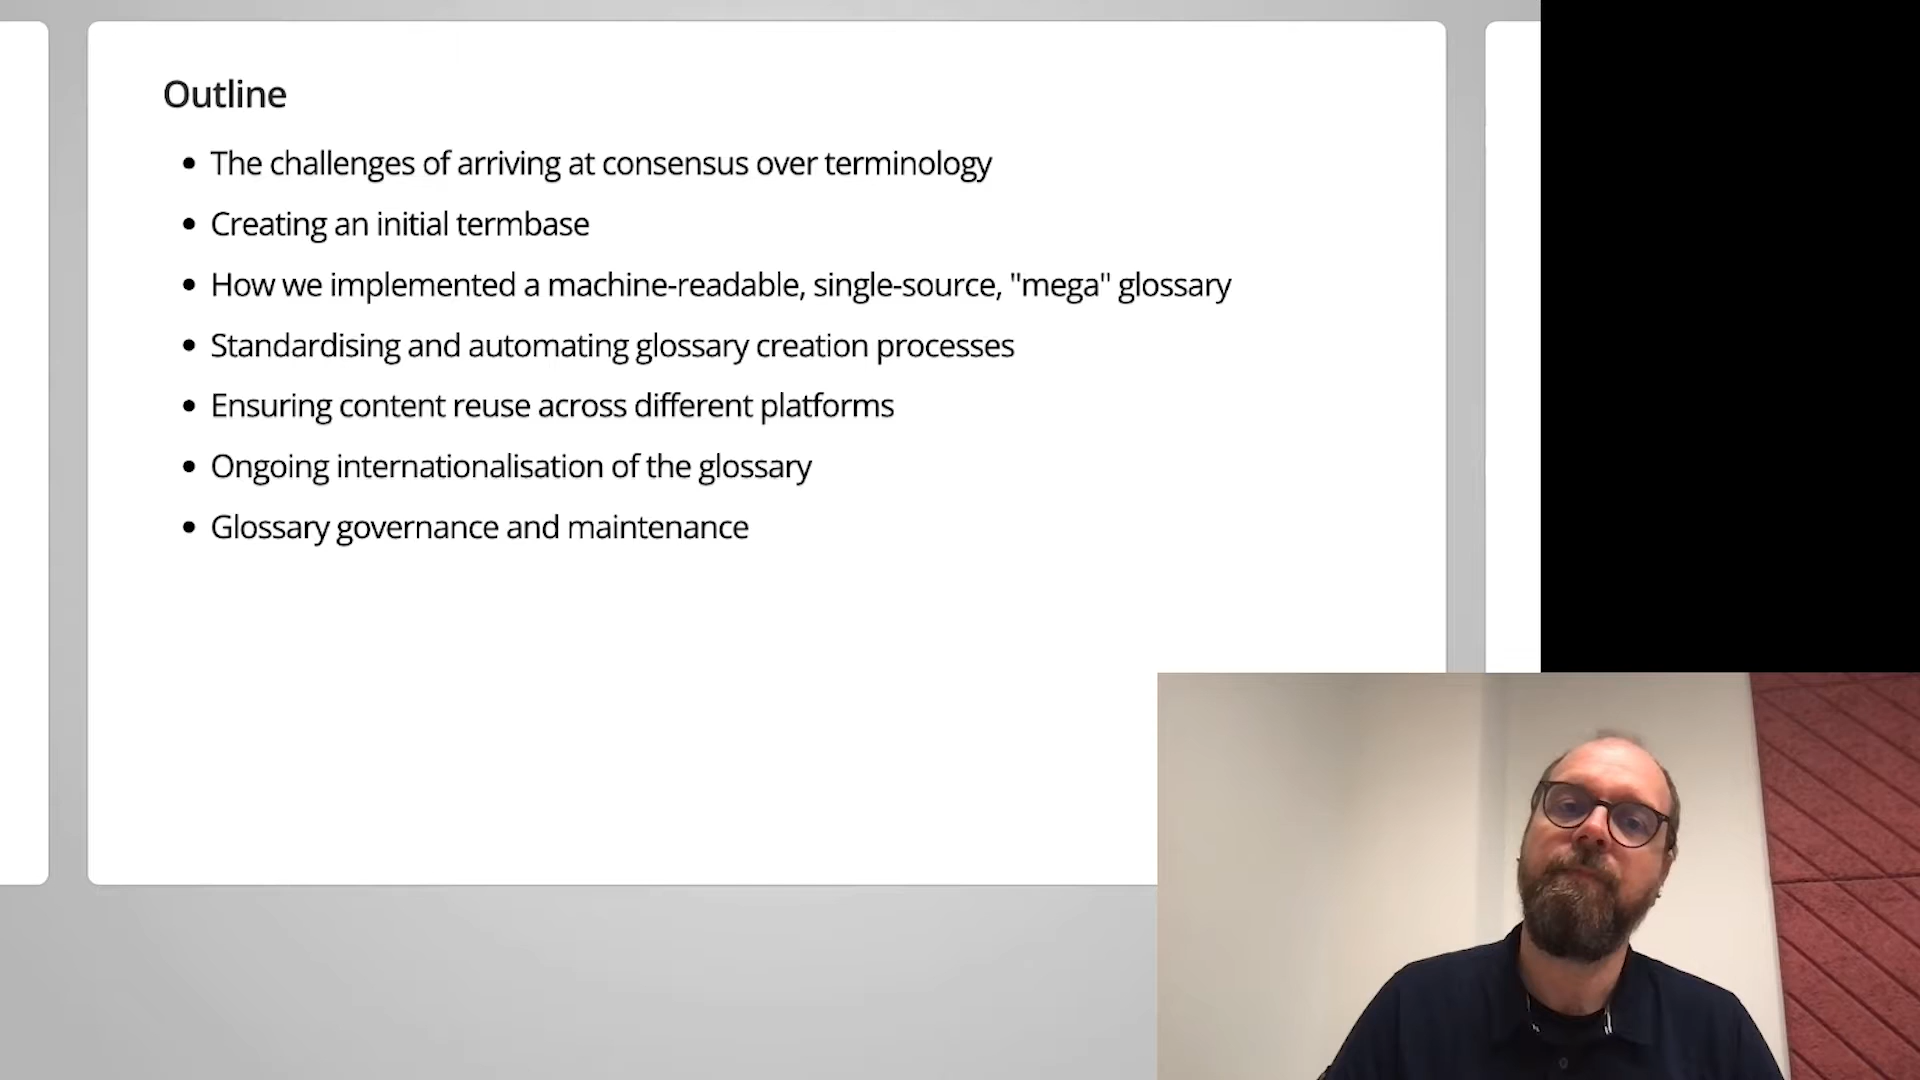 Outline
• The challenges of arriving at consensus over terminology
• Creating an initial termbase
• How we implemented a machine-readable, single-source, "mega" glossary
• Standardising and automating glossary creation processes
• Ensuring content reuse across different platforms
• Ongoing internationalisation of the glossary
• Glossary governance and maintenance